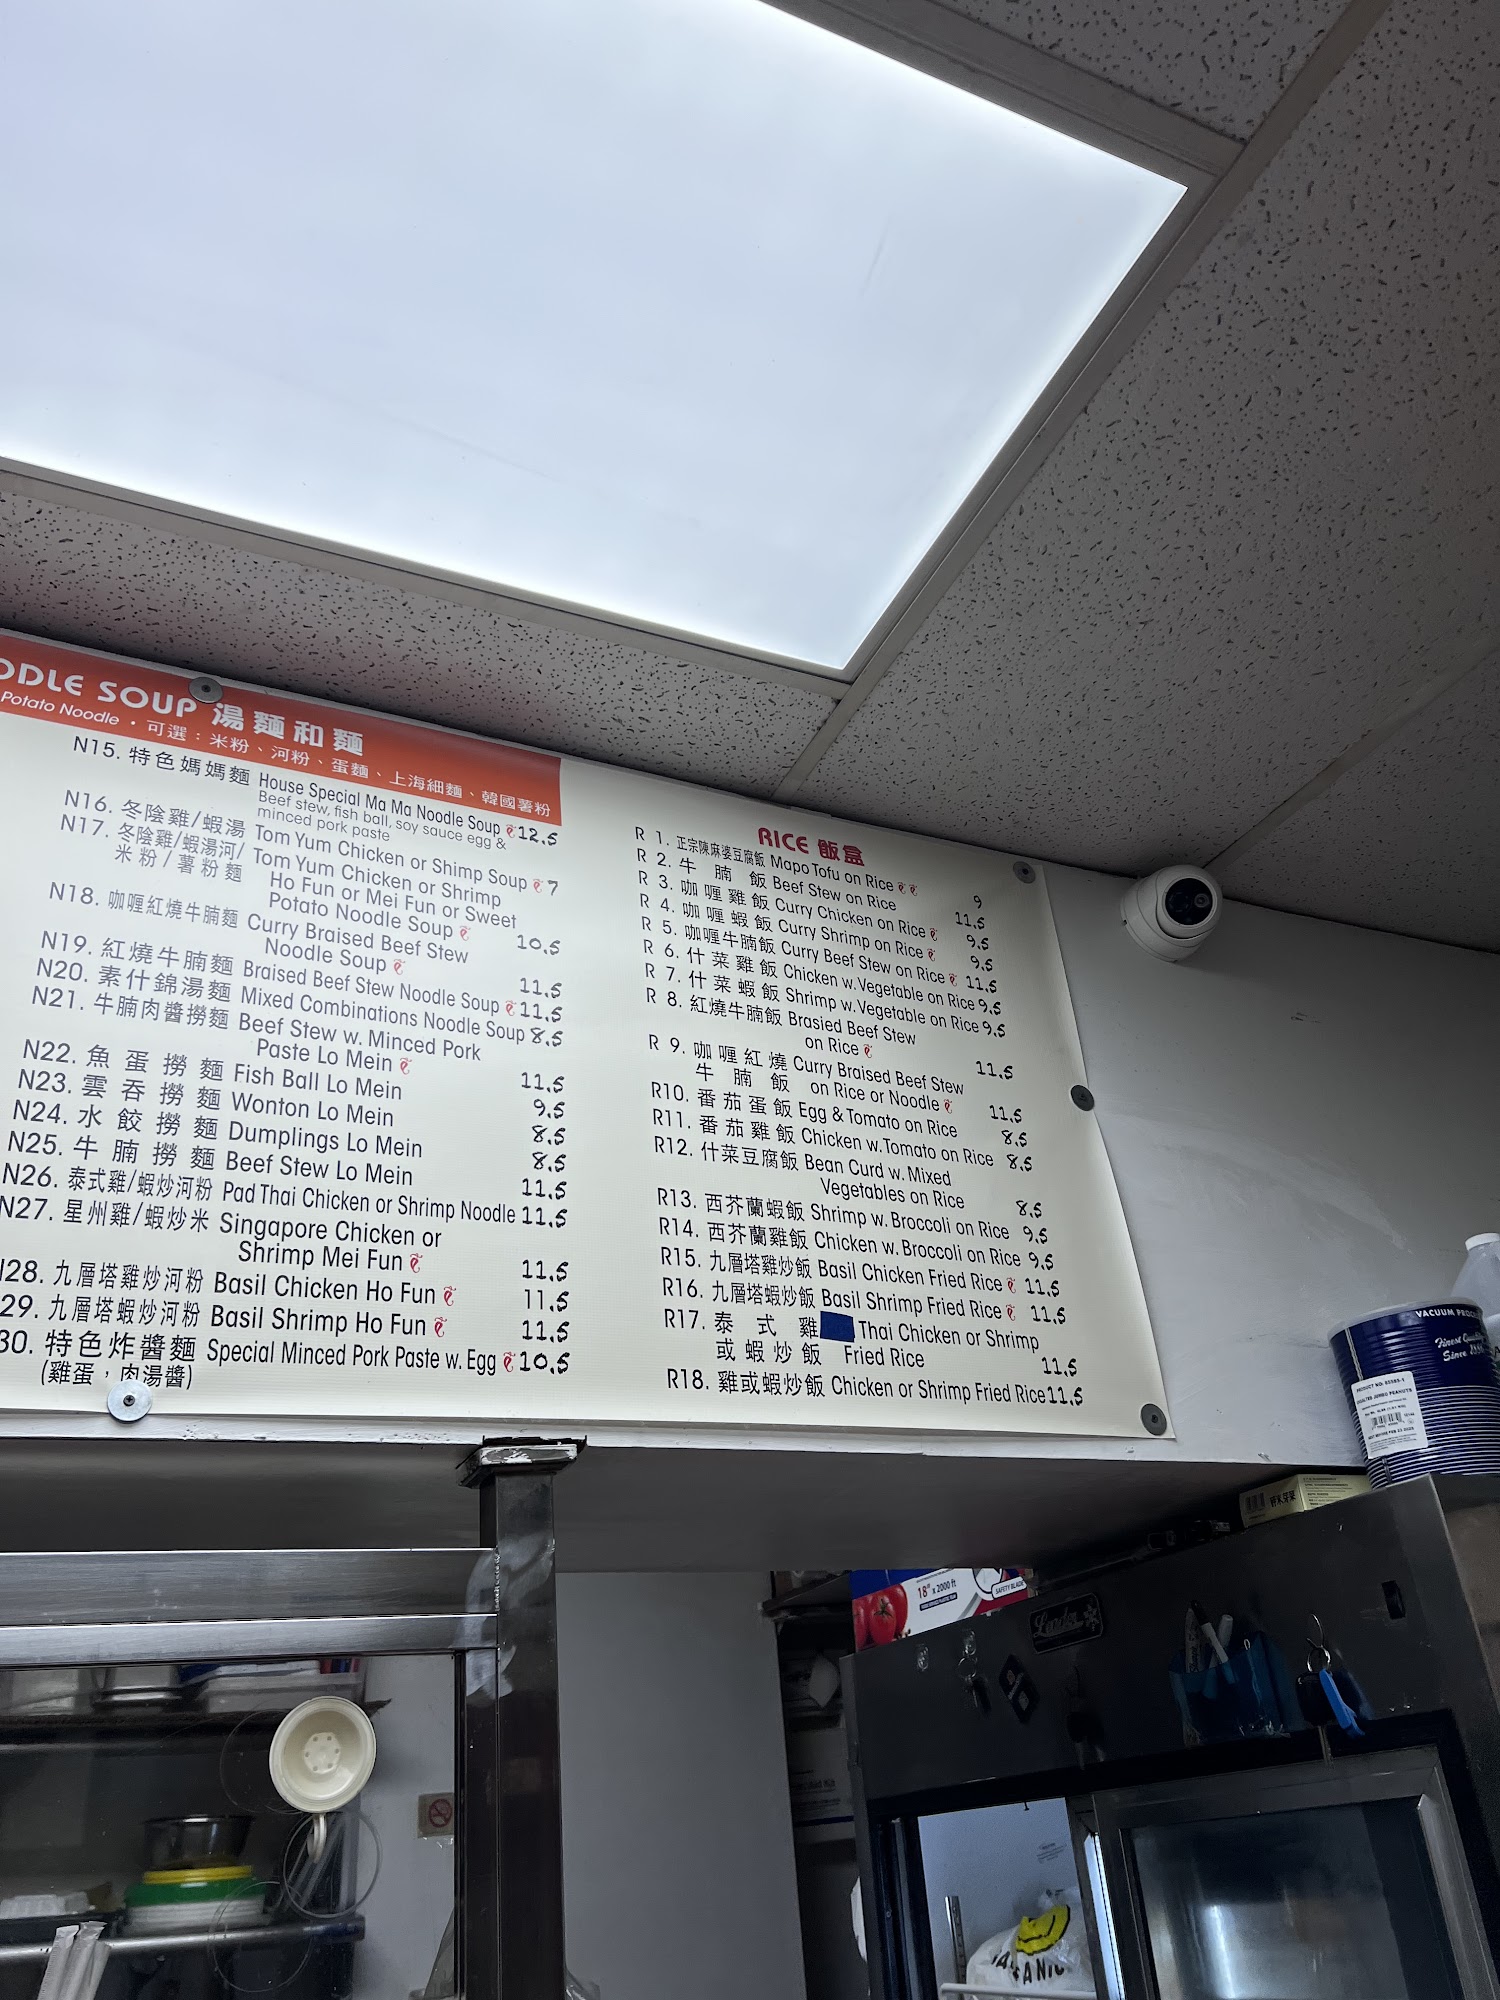 ODLE SOUP 湯麵和麵
Potato Noodle • 可選：米粉、河粉、蛋麵、上海細麵、韓國薯粉
N15. 特色媽媽麵 House Special Ma Ma Noodle Soup 12.5
Beef stew, fish ball, soy sauce egg &
minced pork paste
N16. 冬陰雞/蝦湯 Tom Yum Chicken or Shimp Soup 7
N17. 冬陰雞/蝦湯河/ Tom Yum Chicken or Shrimp
米粉/薯粉麵 Ho Fun or Mei Fun or Sweet
Potato Noodle Soup 10.5
N18. 咖喱紅燒牛腩麵 Curry Braised Beef Stew
Noodle Soup 11.5
N19. 紅燒牛腩麵 Braised Beef Stew Noodle Soup 11.5
N20. 素什錦湯麵 Mixed Combinations Noodle Soup 8.5
N21. 牛腩肉醬撈麵 Beef Stew w. Minced Pork
Paste Lo Mein 11.5
N22. 魚蛋撈麵 Fish Ball Lo Mein 9.5
N23. 雲吞撈麵 Wonton Lo Mein 8.5
N24. 水餃撈麵 Dumplings Lo Mein 8.5
N25. 牛腩撈麵 Beef Stew Lo Mein 11.5
N26. 泰式雞/蝦炒河粉 Pad Thai Chicken or Shrimp Noodle 11.5
N27. 星州雞/蝦炒米 Singapore Chicken or
Shrimp Mei Fun 11.5
N28. 九層塔雞炒河粉 Basil Chicken Ho Fun 11.5
29. 九層塔蝦炒河粉 Basil Shrimp Ho Fun 11.5
30. 特色炸醬麵 Special Minced Pork Paste w. Egg 10.5
(雞蛋，肉湯醬)
RICE 飯盒
R 1. 正宗陳麻婆豆腐飯 Mapo Tofu on Rice 9
R 2. 牛腩飯 Beef Stew on Rice 11.5
R 3. 咖喱雞飯 Curry Chicken on Rice 9.5
R 4. 咖喱蝦飯 Curry Shrimp on Rice 9.5
R 5. 咖喱牛腩飯 Curry Beef Stew on Rice 11.5
R 6. 什菜雞飯 Chicken w. Vegetable on Rice 9.5
R 7. 什菜蝦飯 Shrimp w. Vegetable on Rice 9.5
R 8. 紅燒牛腩飯 Brasied Beef Stew
on Rice 11.5
R 9. 咖喱紅燒 Curry Braised Beef Stew
牛腩飯 on Rice or Noodle 11.5
R10. 番茄蛋飯 Egg & Tomato on Rice 8.5
R11. 番茄雞飯 Chicken w. Tomato on Rice 8.5
R12. 什菜豆腐飯 Bean Curd w. Mixed
Vegetables on Rice 8.5
R13. 西芥蘭蝦飯 Shrimp w. Broccoli on Rice 9.5
R14. 西芥蘭雞飯 Chicken w. Broccoli on Rice 9.5
R15. 九層塔雞炒飯 Basil Chicken Fried Rice 11.5
R16. 九層塔蝦炒飯 Basil Shrimp Fried Rice 11.5
R17. 泰式雞 Thai Chicken or Shrimp
或蝦炒飯 Fried Rice 11.5
R18. 雞或蝦炒飯 Chicken or Shrimp Fried Rice 11.5
VACUUM
Finest
Since
18" x 2000 ft
SAFETY BLADE